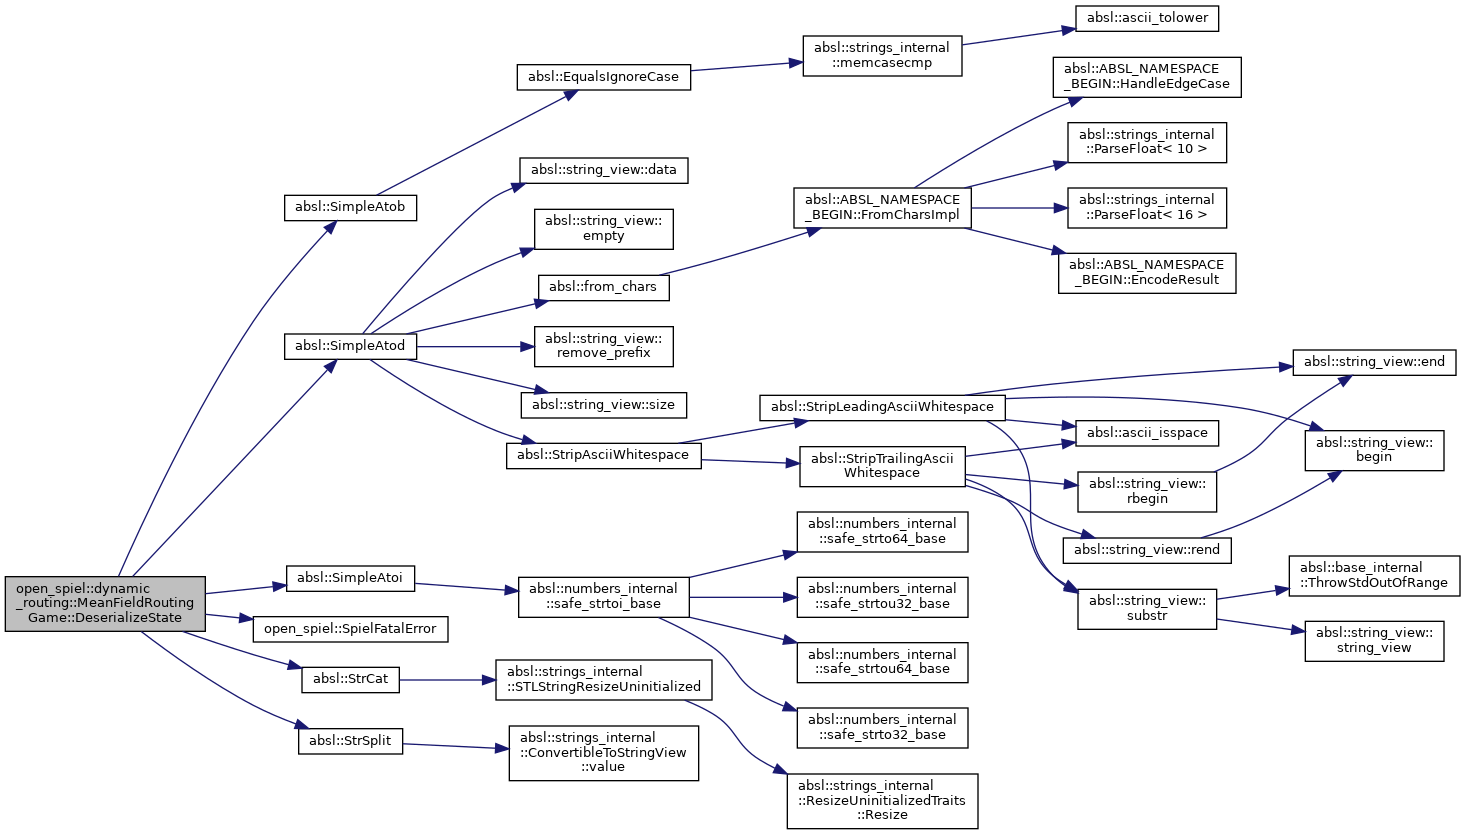 absl::ascii_tolower
absl::strings_internal
::memcasecmp
absl::EqualsIgnoreCase
absl::ABSL_NAMESPACE
_BEGIN::HandleEdgeCase
absl::strings_internal
::ParseFloat< 10 >
absl::string_view::data
absl::SimpleAtob
absl::ABSL_NAMESPACE
_BEGIN::FromCharsImpl
absl::strings_internal
::ParseFloat< 16 >
absl::string_view::
empty
absl::ABSL_NAMESPACE
_BEGIN::EncodeResult
absl::from_chars
absl::SimpleAtod
absl::string_view::
remove_prefix
absl::string_view::end
absl::string_view::size
absl::StripLeadingAsciiWhitespace
absl::ascii_isspace
absl::string_view::
begin
absl::StripAsciiWhitespace
absl::StripTrailingAscii
Whitespace
absl::string_view::
rbegin
absl::numbers_internal
::safe_strto64_base
absl::string_view::rend
absl::base_internal
::ThrowStdOutOfRange
absl::SimpleAtoi
absl::numbers_internal
::safe_strtoi_base
absl::numbers_internal
::safe_strtou32_base
absl::string_view::
substr
open_spiel::dynamic
_routing::MeanFieldRouting
Game::DeserializeState
open_spiel::SpielFatalError
absl::string_view::
string_view
absl::numbers_internal
::safe_strtou64_base
absl::StrCat
absl::strings_internal
::STLStringResizeUninitialized
absl::numbers_internal
::safe_strto32_base
absl::StrSplit
absl::strings_internal
::ConvertibleToStringView
::value
absl::strings_internal
::ResizeUninitializedTraits
::Resize